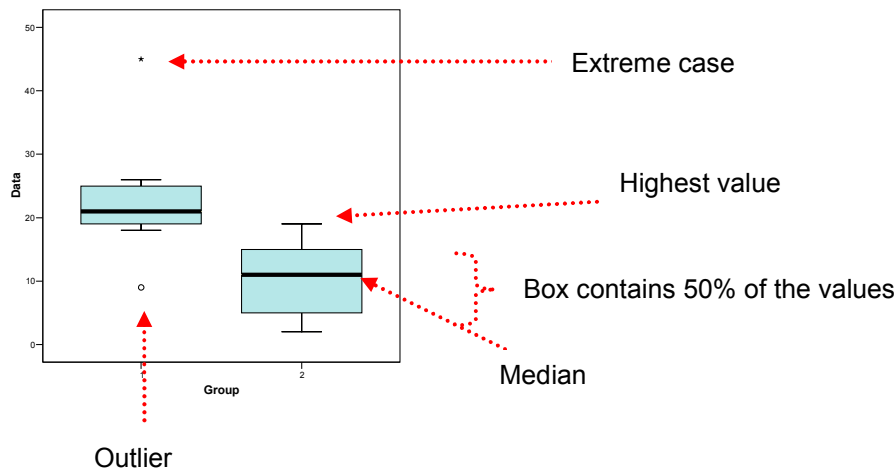 50
Extreme case
40
Data
30
Highest value
20
Box contains 50% of the values
10
0
Median
1
2
Group
Outlier